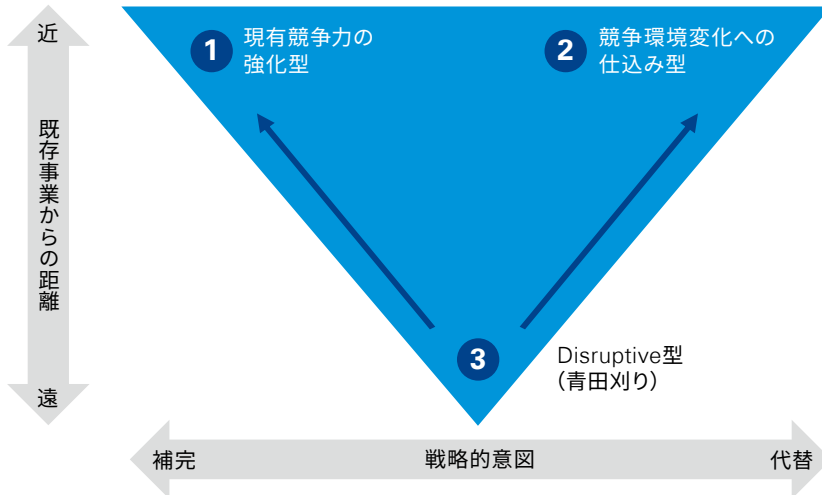 近
既存事業からの距離
遠
1
現有競争力の
強化型
2
競争環境変化への
仕込み型
3
Disruptive型
（青田刈り）
補完
戦略的意図
代替